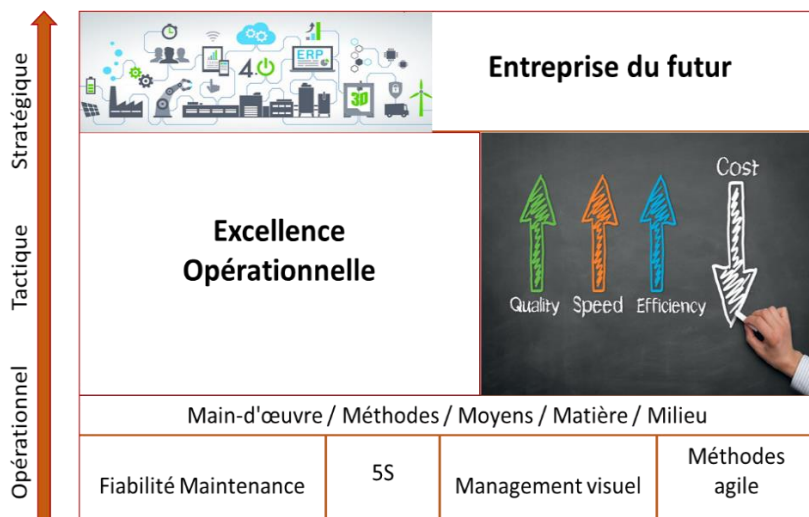 Stratégique
Tactique
Opérationnel
ERP
4.0
3D
Entreprise du futur
Excellence
Opérationnelle
Cost
Quality Speed Efficiency
Main-d'œuvre / Méthodes / Moyens / Matière / Milieu
Fiabilité Maintenance
5S
Management visuel
Méthodes
agile